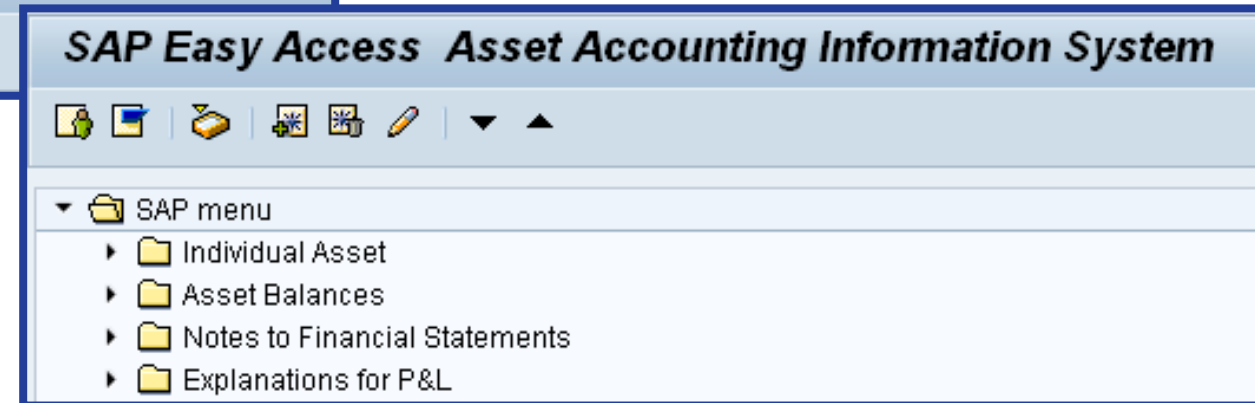 SAP Easy Access Asset Accounting Information System
SAP menu
Individual Asset
Asset Balances
Notes to Financial Statements
Explanations for P&L